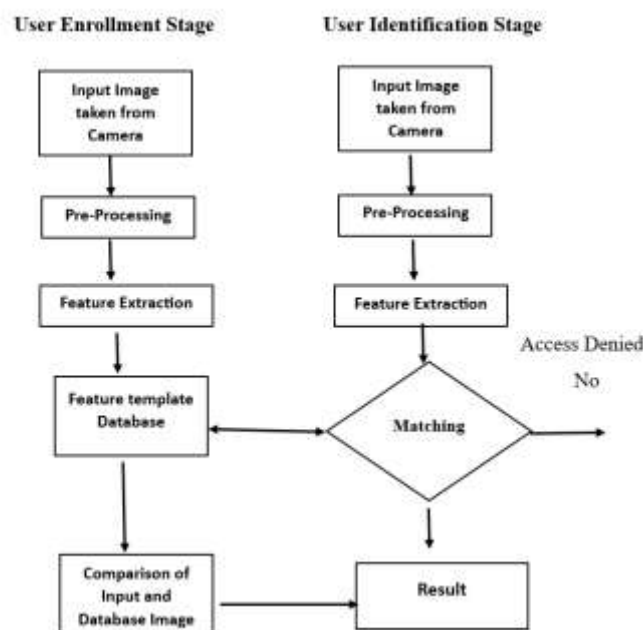 User Enrollment Stage
Input Image
taken from
Camera
Pre-Processing
Feature Extraction
Feature template
Database
Comparison of
Input and
Database Image
User Identification Stage
Input Image
taken from
Camera
Pre-Processing
Feature Extraction
Matching
Access Denied
No
Result